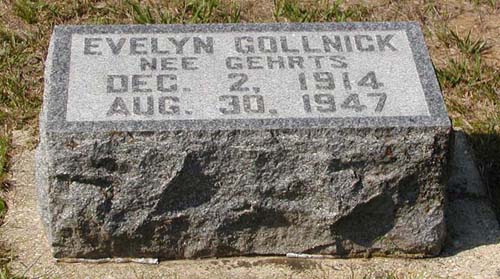 EVELYN GOLLNICK
NEE GEHRTS
DEC. 2, 1914
AUG. 30. 1947